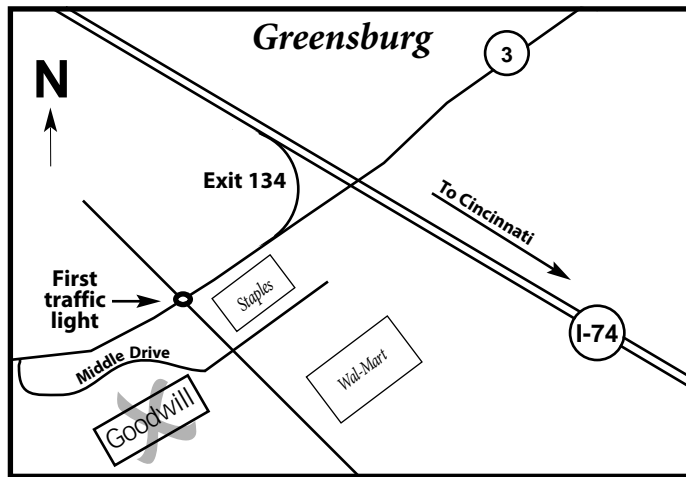 Greensburg
3
N
Exit 134
To Cincinnati
First
traffic
light
Staples
I-74
Middle Drive
Wal-Mart
Goodwill